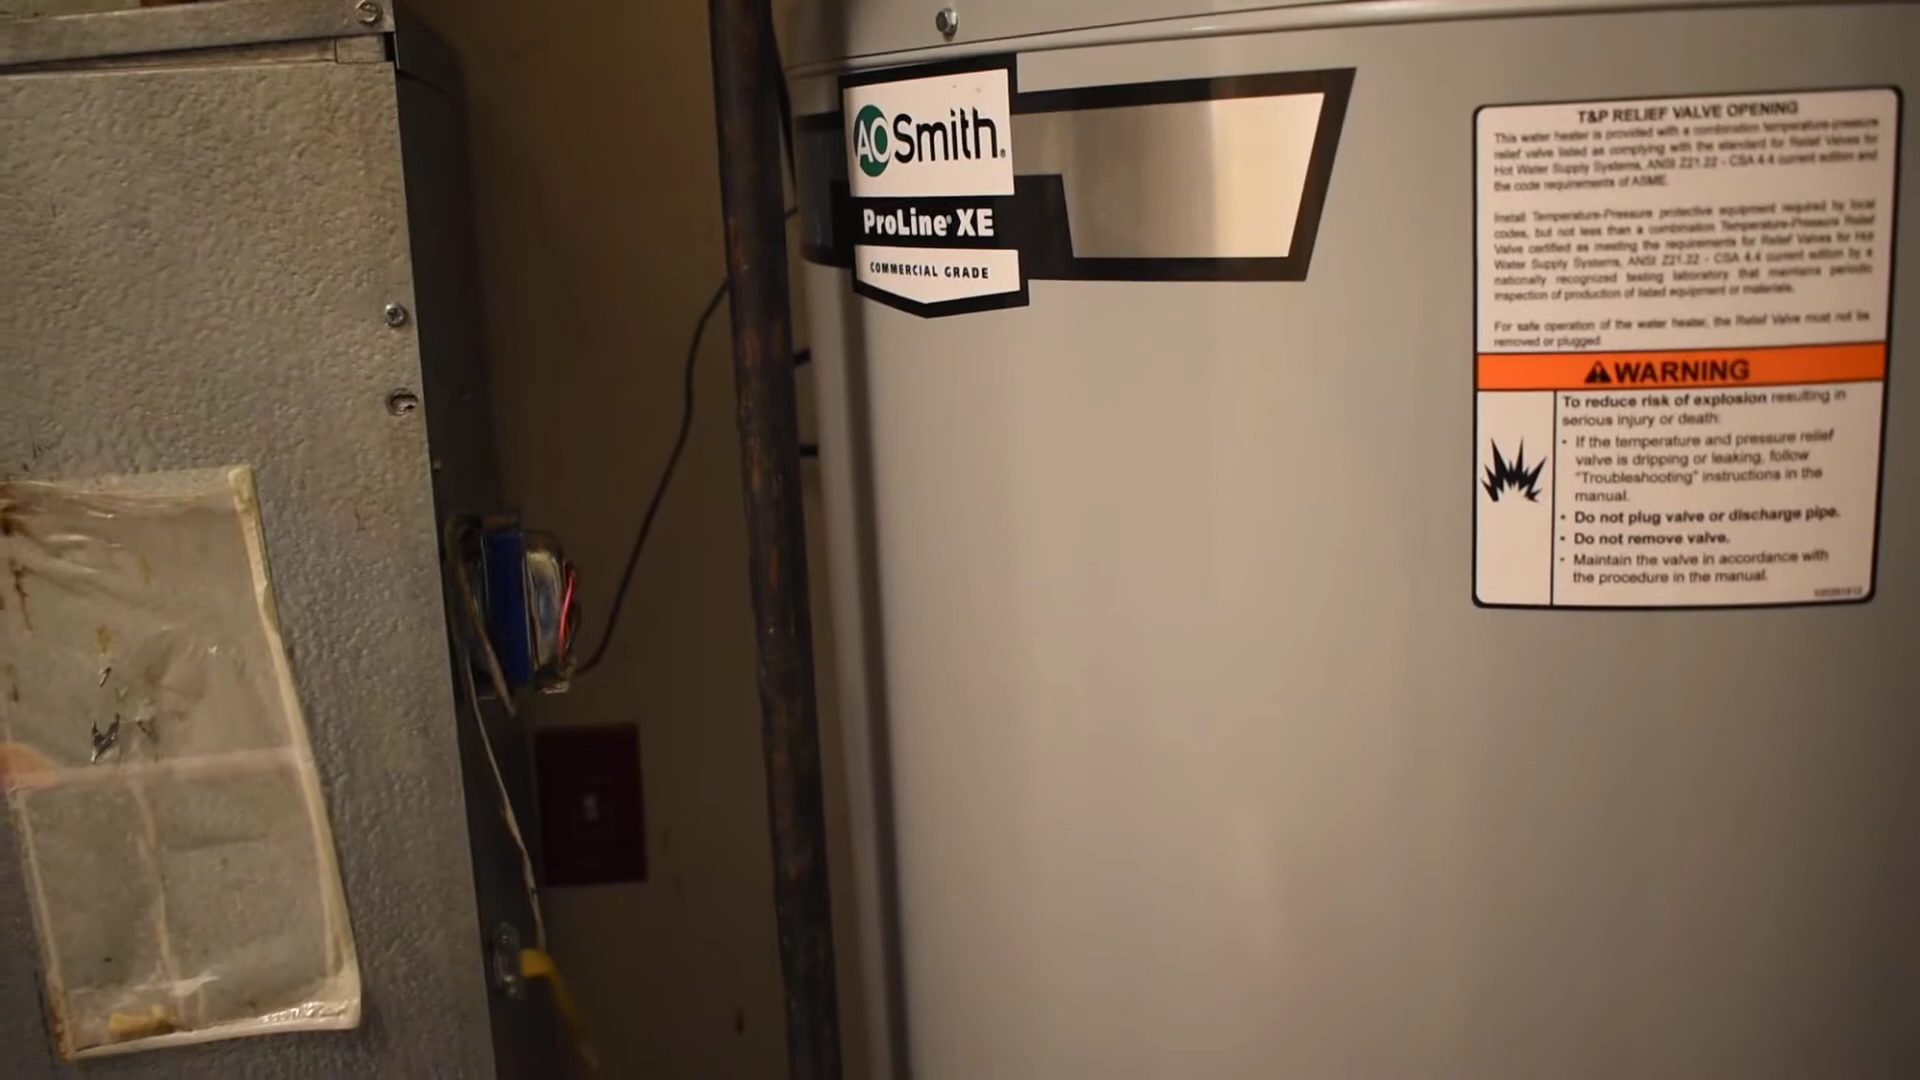 AO Smith®
ProLine® XE
COMMERCIAL GRADE
T&P RELIEF VALVE OPENING
This water heater is provided with a combination temperature-pressure
relief valve listed as complying with the standard for Relief Valves for
Hot Water Supply Systems, ANSI Z21.22 - CSA 4.4 current edition and
the code requirements of ASME.
Install Temperature-Pressure protective equipment required by local
codes, but not less than a combination Temperature-Pressure Relief
Valve certified as meeting the requirements for Relief Valves for Hot
Water Supply Systems, ANSI Z21.22 - CSA 4.4 current edition by a
nationally recognized testing laboratory that maintains periodic
inspection of production of listed equipment or materials.
For safe operation of the water heater, the Relief Valve must not be
removed or plugged.
WARNING
To reduce risk of explosion resulting in
serious injury or death:
• If the temperature and pressure relief
valve is dripping or leaking, follow
"Troubleshooting" instructions in the
manual.
• Do not plug valve or discharge pipe.
• Do not remove valve.
• Maintain the valve in accordance with
the procedure in the manual.